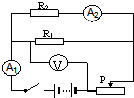 R₂ A₂
R₁
A₁ V P